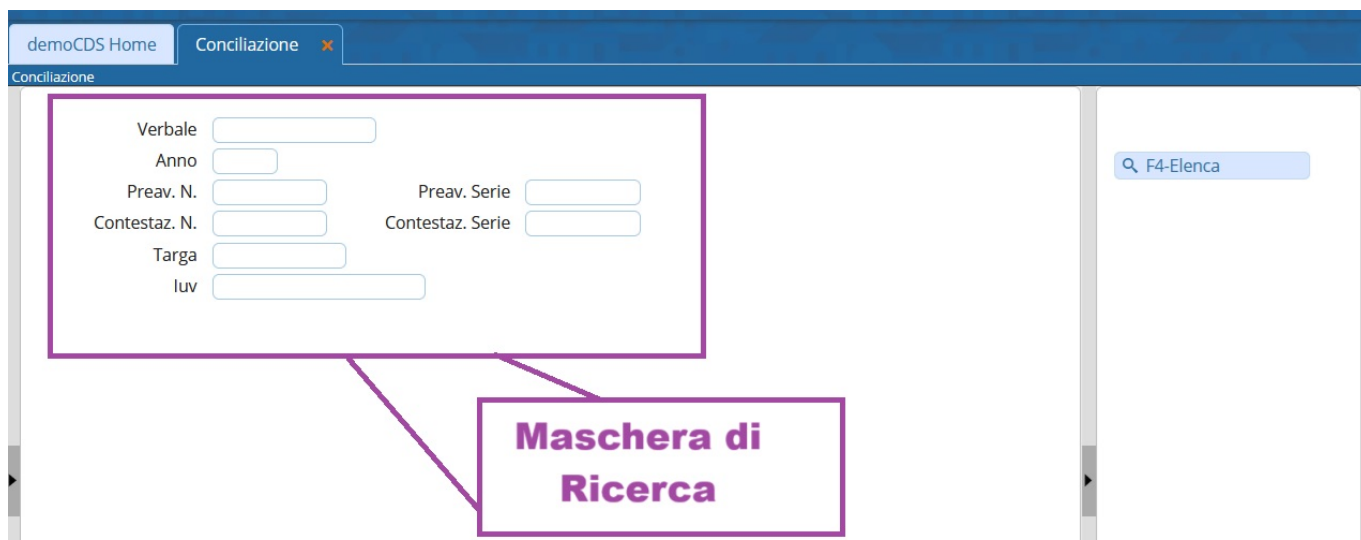 demoCDS Home Conciliazione ×
Conciliazione
Verbale
Anno
Preav. N. Preav. Serie
Contestaz. N. Contestaz. Serie
Targa
Iuv
F4-Elenca
Maschera di
Ricerca